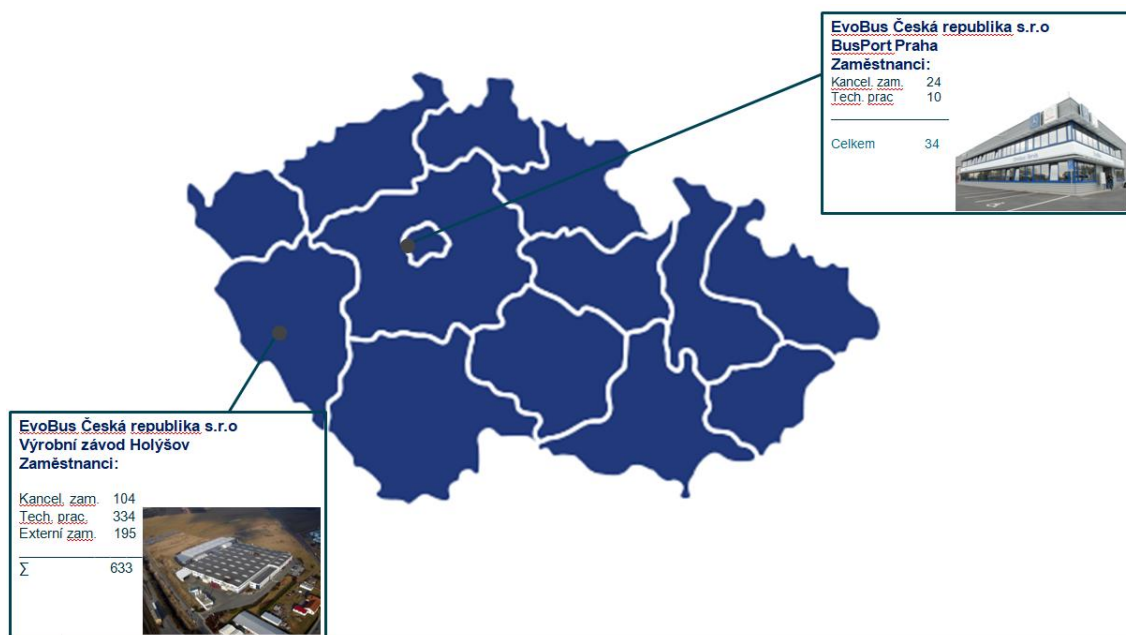 EvoBus Česká republika s.r.o
BusPort Praha
Zaměstnanci:
Kancel. zam. 24
Tech. prac 10
Celkem 34
EvoBus Česká republika s.r.o
Výrobní závod Holýšov
Zaměstnanci:
Kancel. zam. 104
Tech. prac. 334
Externí zam. 195
∑ 633